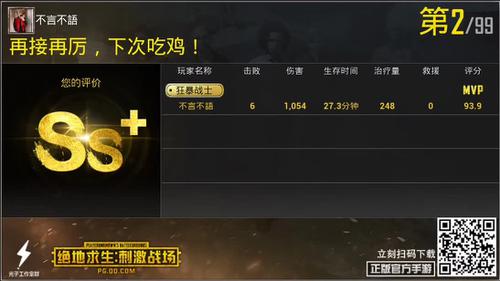 不言不語
第2/99
再接再厉，下次吃鸡！
您的评价
SS+
玩家名称 击败 伤害 生存时间 治疗量 救援 评分
狂暴战士 MVP
不言不語 6 1,054 27.3分钟 248 0 93.9
光子工作室群
PLAYERUNKNOWN'S BATTLEGROUNDS
绝地求生:刺激战场
PG.QQ.COM
立刻扫码下载
正版官方手游